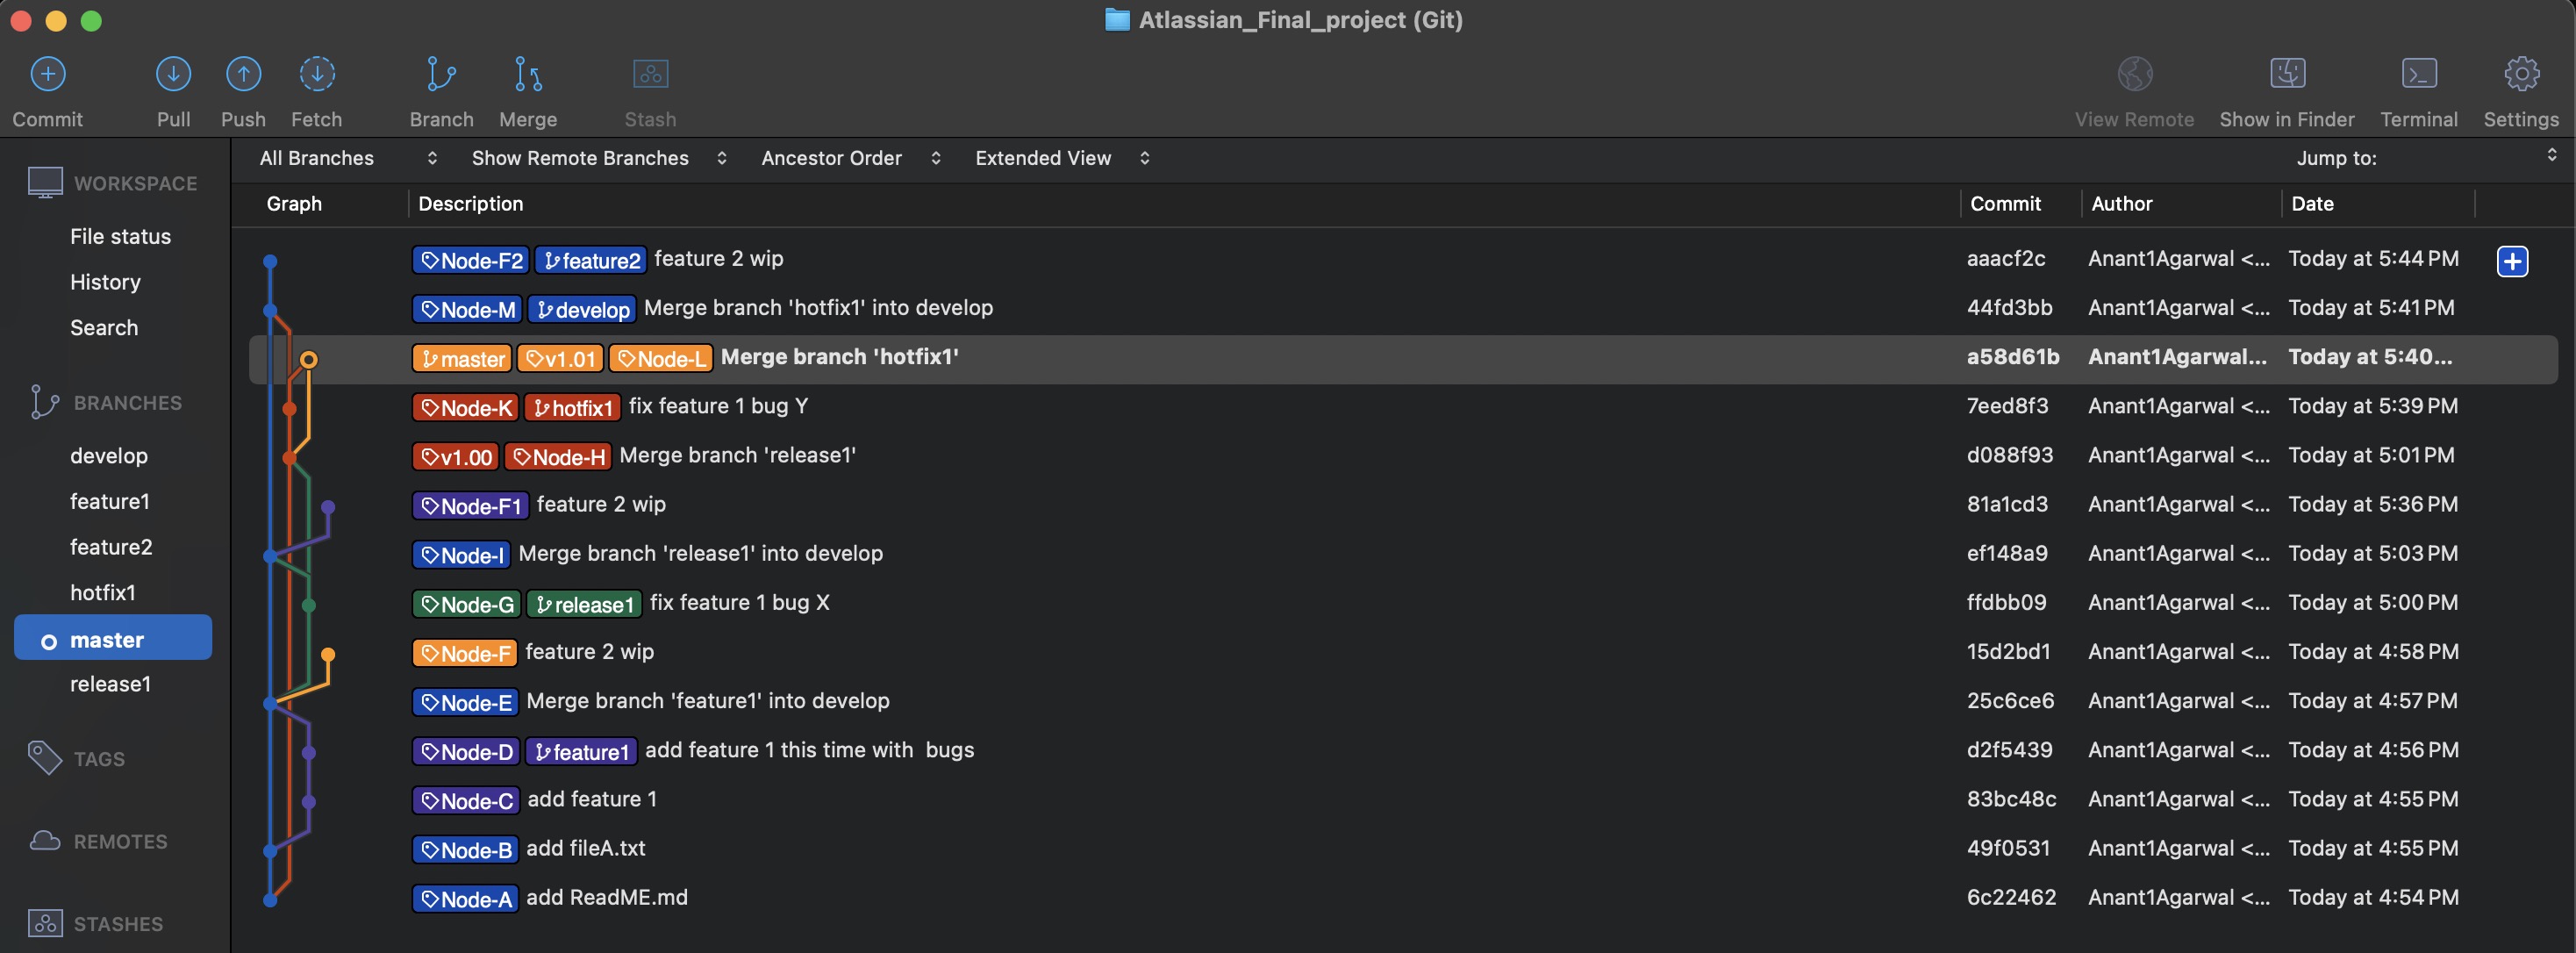 Atlassian_Final_project (Git)
Commit Pull Push Fetch Branch Merge Stash View Remote Show in Finder Terminal Settings
All Branches Show Remote Branches Ancestor Order Extended View Jump to:
WORKSPACE
File status
History
Search
BRANCHES
develop
feature1
feature2
hotfix1
master
release1
TAGS
REMOTES
STASHES
Graph Description Commit Author Date
Node-F2 feature2 feature 2 wip aaacf2c Anant1Agarwal <... Today at 5:44 PM
Node-M develop Merge branch 'hotfix1' into develop 44fd3bb Anant1Agarwal <... Today at 5:41 PM
master v1.01 Node-L Merge branch 'hotfix1' a58d61b Anant1Agarwal... Today at 5:40...
Node-K hotfix1 fix feature 1 bug Y 7eed8f3 Anant1Agarwal <... Today at 5:39 PM
v1.00 Node-H Merge branch 'release1' d088f93 Anant1Agarwal <... Today at 5:01 PM
Node-F1 feature 2 wip 81a1cd3 Anant1Agarwal <... Today at 5:36 PM
Node-I Merge branch 'release1' into develop ef148a9 Anant1Agarwal <... Today at 5:03 PM
Node-G release1 fix feature 1 bug X ffdbb09 Anant1Agarwal <... Today at 5:00 PM
Node-F feature 2 wip 15d2bd1 Anant1Agarwal <... Today at 4:58 PM
Node-E Merge branch 'feature1' into develop 25c6ce6 Anant1Agarwal <... Today at 4:57 PM
Node-D feature1 add feature 1 this time with  bugs d2f5439 Anant1Agarwal <... Today at 4:56 PM
Node-C add feature 1 83bc48c Anant1Agarwal <... Today at 4:55 PM
Node-B add fileA.txt 49f0531 Anant1Agarwal <... Today at 4:55 PM
Node-A add ReadME.md 6c22462 Anant1Agarwal <... Today at 4:54 PM